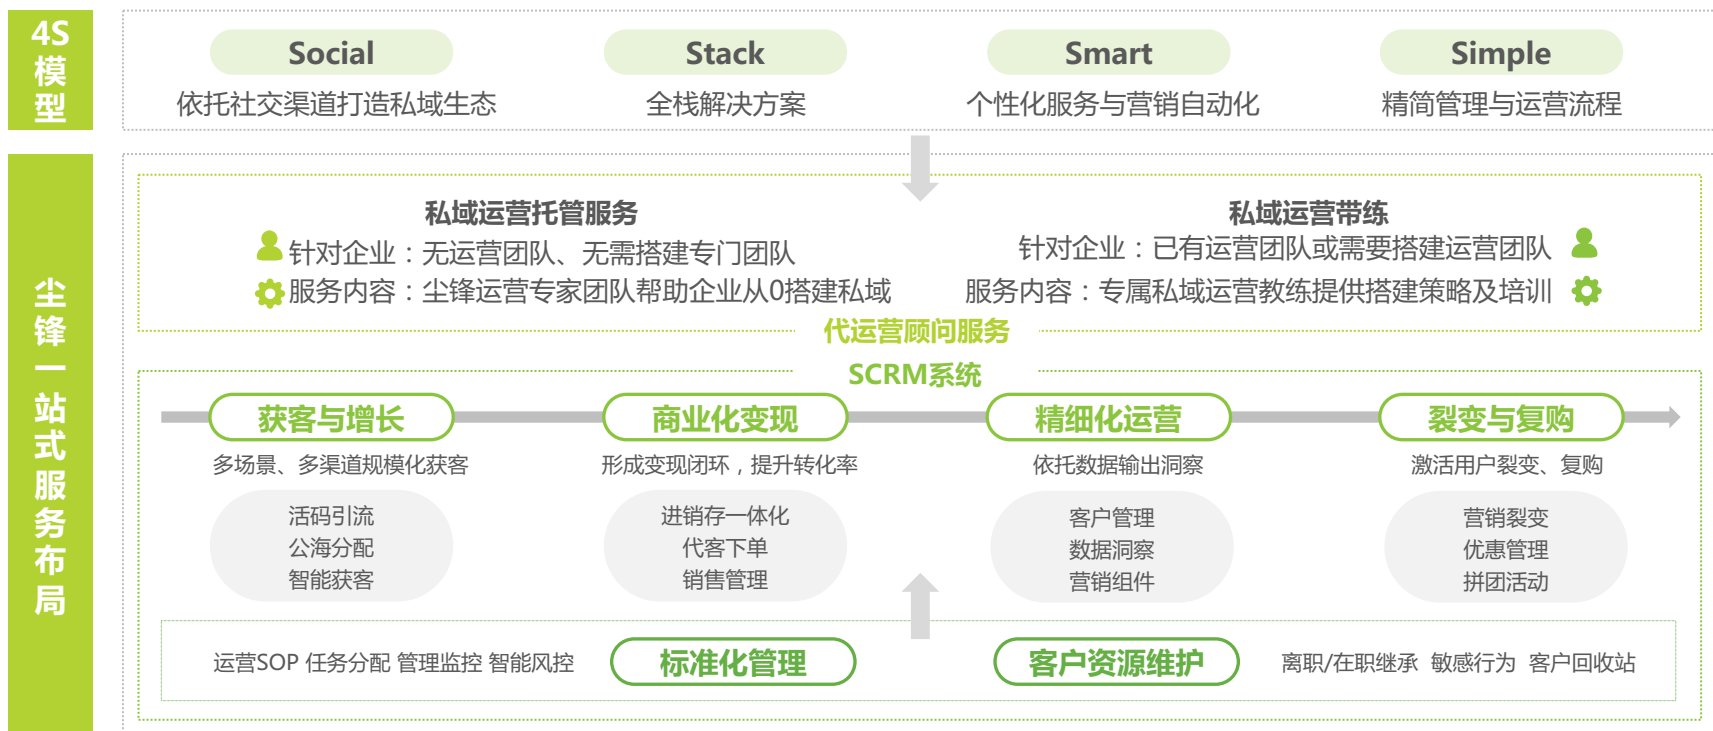 4S模型
Social
依托社交渠道打造私域生态
Stack
全栈解决方案
Smart
个性化服务与营销自动化
Simple
精简管理与运营流程
尘锋一站式服务布局
私域运营托管服务
针对企业：无运营团队、无需搭建专门团队
服务内容：尘锋运营专家团队帮助企业从0搭建私域
私域运营带练
针对企业：已有运营团队或需要搭建运营团队
服务内容：专属私域运营教练提供搭建策略及培训
代运营顾问服务
SCRM系统
获客与增长
多场景、多渠道规模化获客
活码引流
公海分配
智能获客
商业化变现
形成变现闭环，提升转化率
进销存一体化
代客下单
销售管理
精细化运营
依托数据输出洞察
客户管理
数据洞察
营销组件
裂变与复购
激活用户裂变、复购
营销裂变
优惠管理
拼团活动
运营SOP 任务分配 管理监控 智能风控
标准化管理
客户资源维护
离职/在职继承 敏感行为 客户回收站